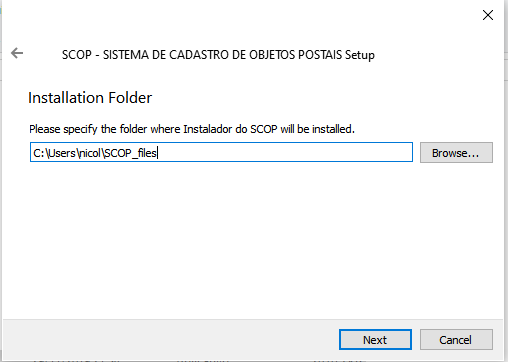 SCOP - SISTEMA DE CADASTRO DE OBJETOS POSTAIS Setup
Installation Folder
Please specify the folder where Instalador do SCOP will be installed.
C:\Users\nicol\SCOP_files
Browse...
Next
Cancel